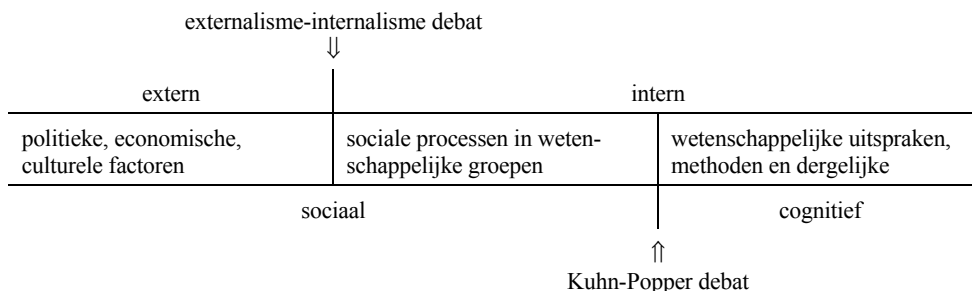 externalisme-internalisme debat
⇓
extern intern
politieke, economische, sociale processen in weten- wetenschappelijke uitspraken,
culturele factoren schappelijke groepen methoden en dergelijke
sociaal cognitief
⇑
Kuhn-Popper debat